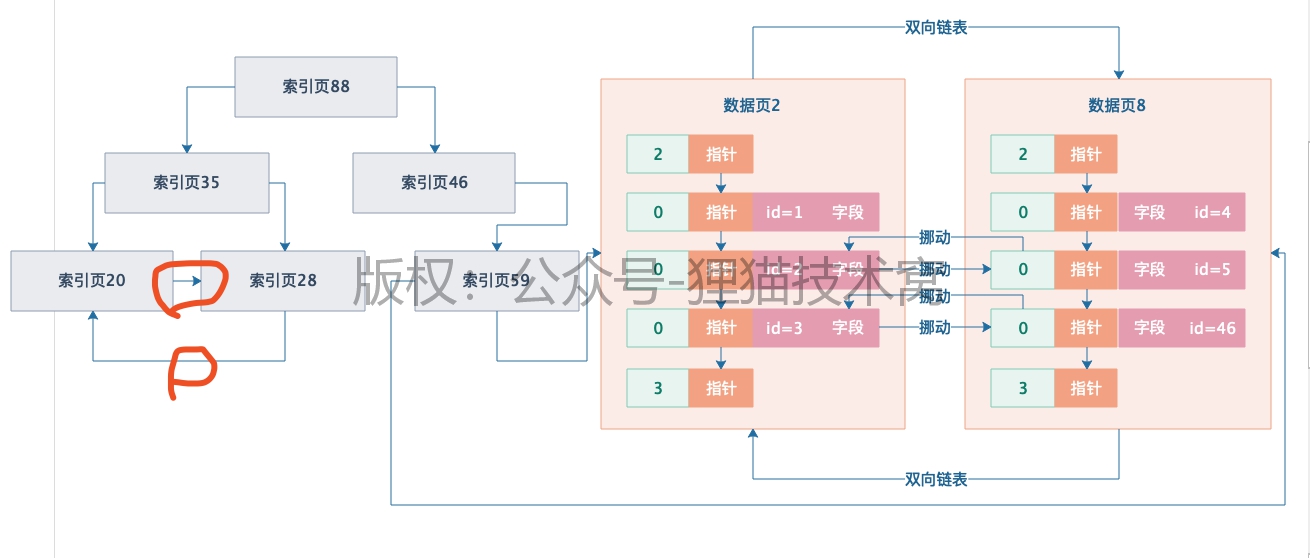 双向链表
索引页88
数据页2
数据页8
2 指针
2 指针
索引页35
索引页46
0 指针 id=1 字段
0 指针 字段 id=4
挪动
索引页20
索引页28
索引页59
0 指针 id=2 字段
挪动
0 指针 字段 id=5
版权：公众号-狸猫技术窝
挪动
0 指针 id=3 字段
挪动
0 指针 字段 id=46
P
3 指针
3 指针
双向链表